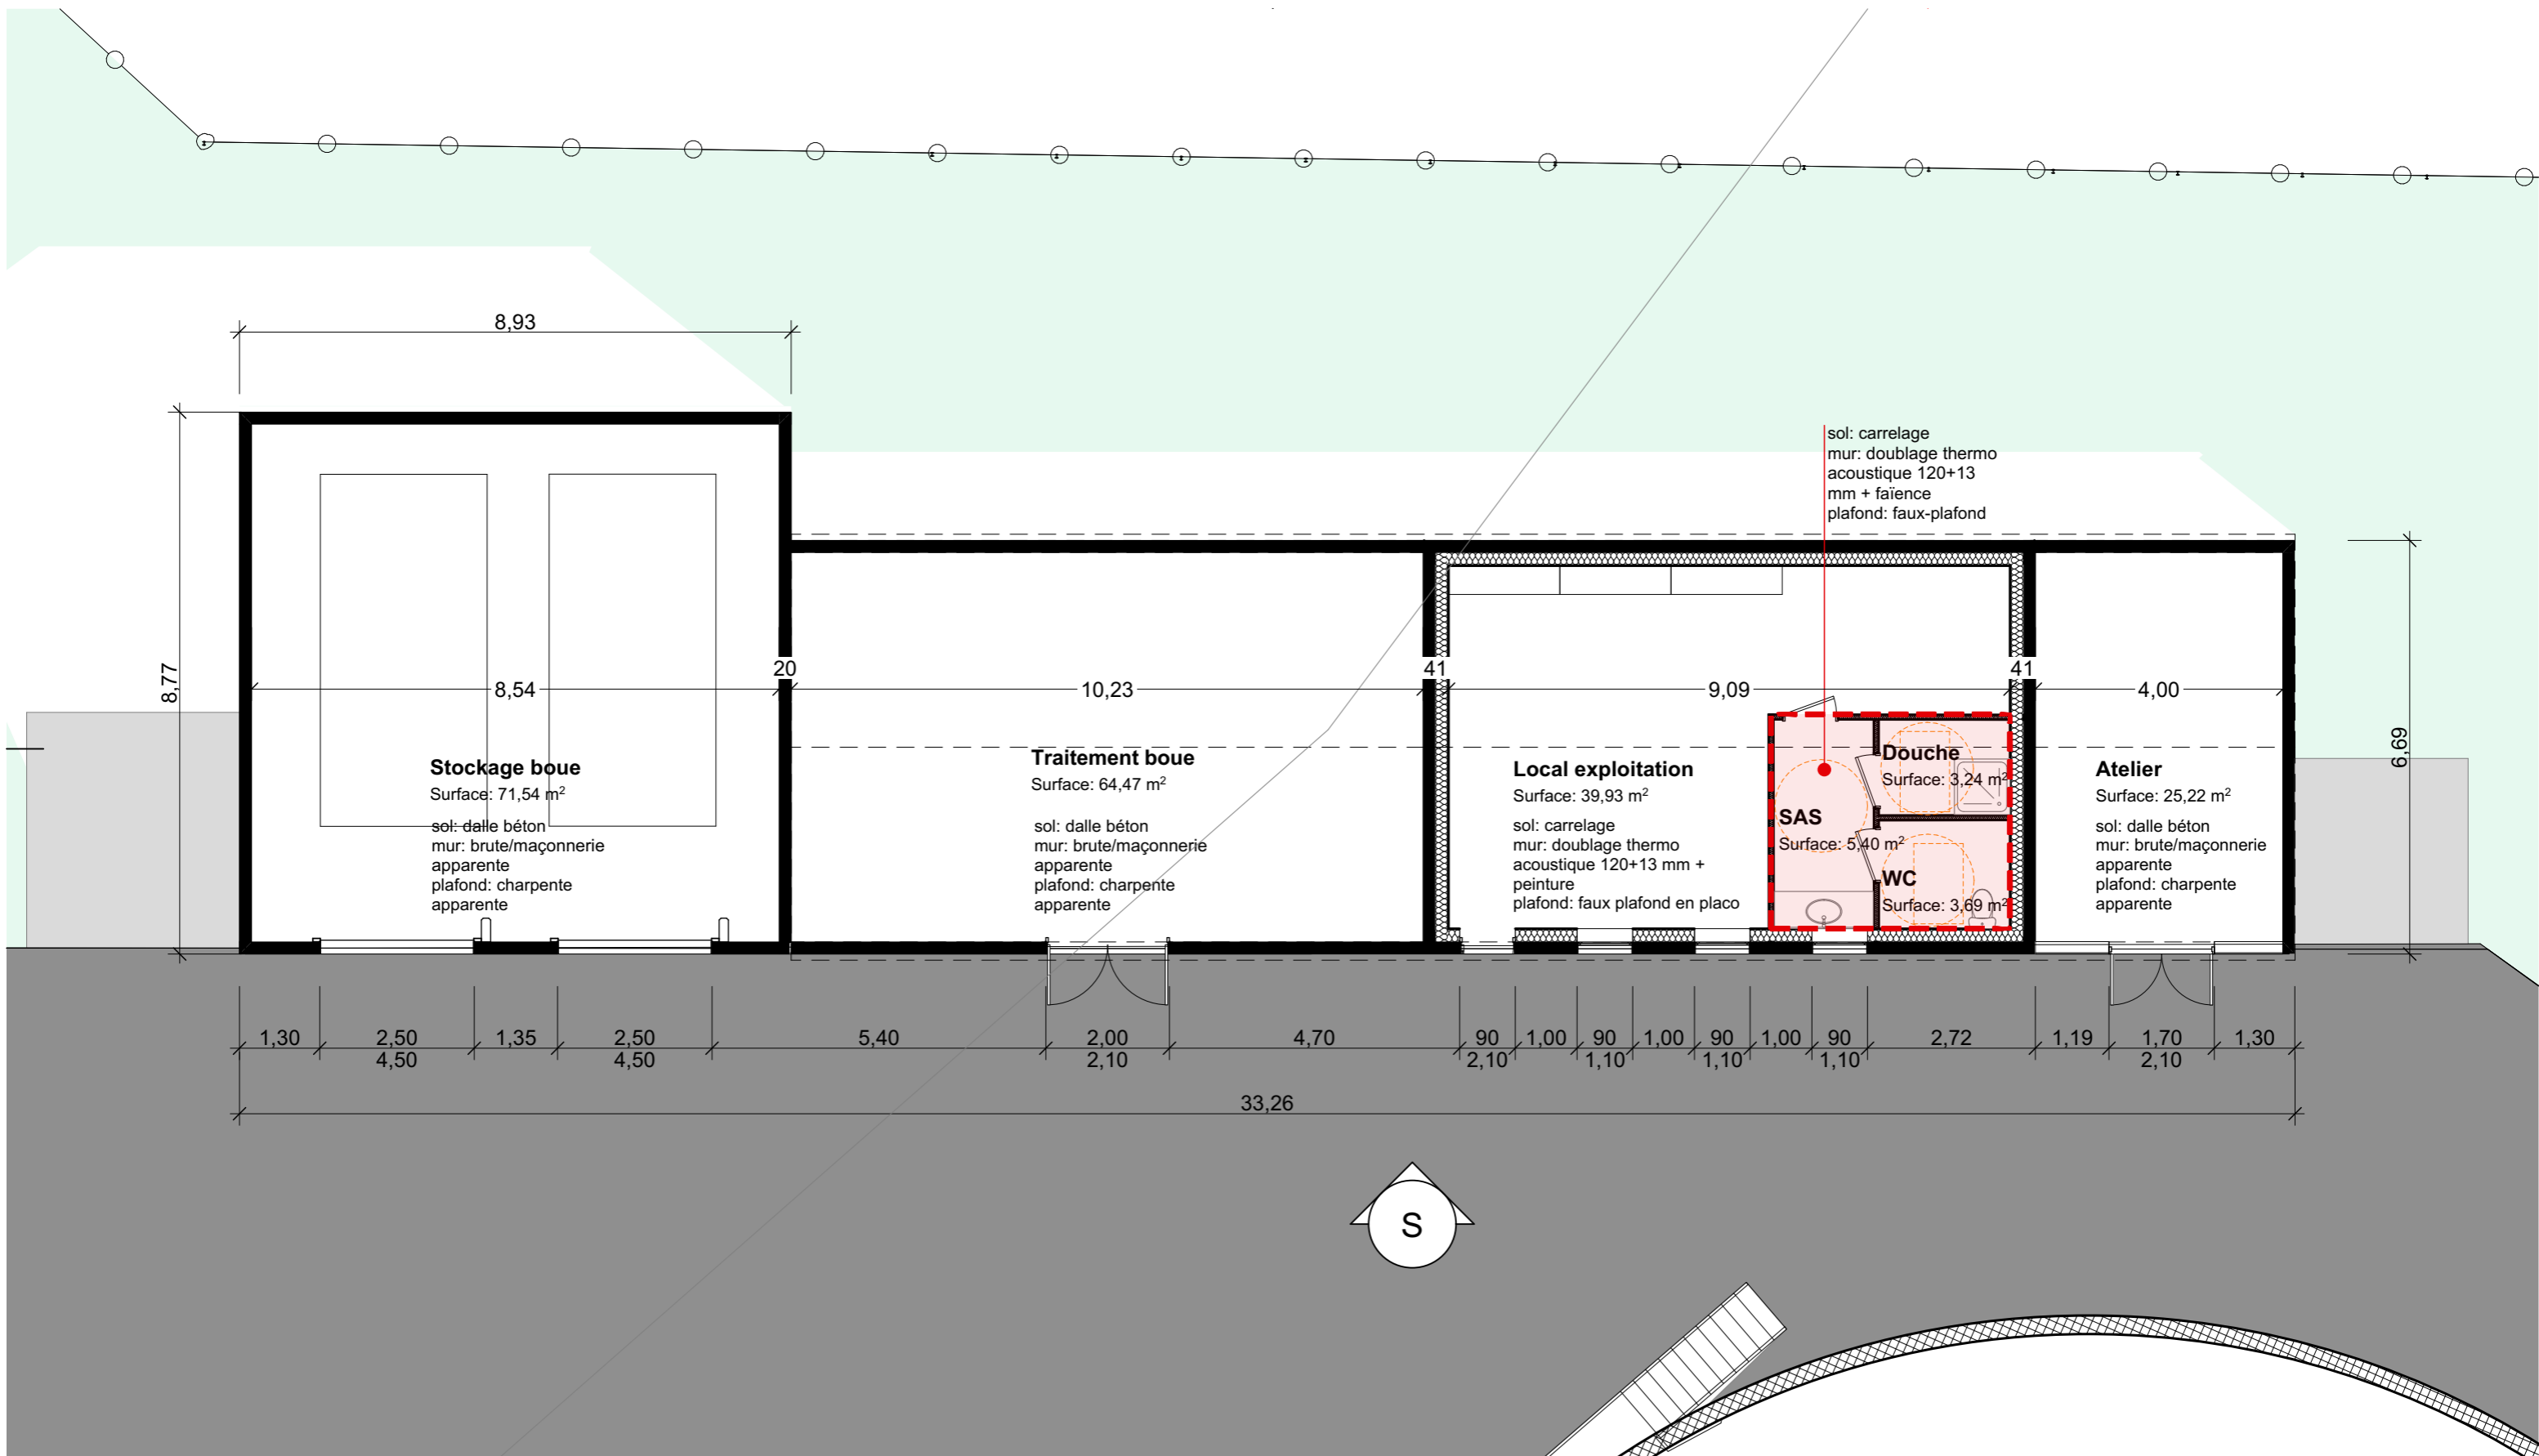 8,93
sol: carrelage
mur: doublage thermo
acoustique 120+13
mm + faïence
plafond: faux-plafond
8,77
20
8,54
10,23
41
9,09
41
4,00
6,69
Stockage boue
Surface: 71,54 m²
sol: dalle béton
mur: brute/maçonnerie
apparente
plafond: charpente
apparente
Traitement boue
Surface: 64,47 m²
sol: dalle béton
mur: brute/maçonnerie
apparente
plafond: charpente
apparente
Local exploitation
Surface: 39,93 m²
sol: carrelage
mur: doublage thermo
acoustique 120+13 mm +
peinture
plafond: faux plafond en placo
Douche
Surface: 3,24 m²
SAS
Surface: 5,40 m²
WC
Surface: 3,69 m²
Atelier
Surface: 25,22 m²
sol: dalle béton
mur: brute/maçonnerie
apparente
plafond: charpente
apparente
1,30 2,50 1,35 2,50 5,40 2,00 4,70 90 1,00 90 1,00 90 1,00 90 2,72 1,19 1,70 1,30
4,50 4,50 2,10 2,10 1,10 1,10 1,10 2,10
33,26
S